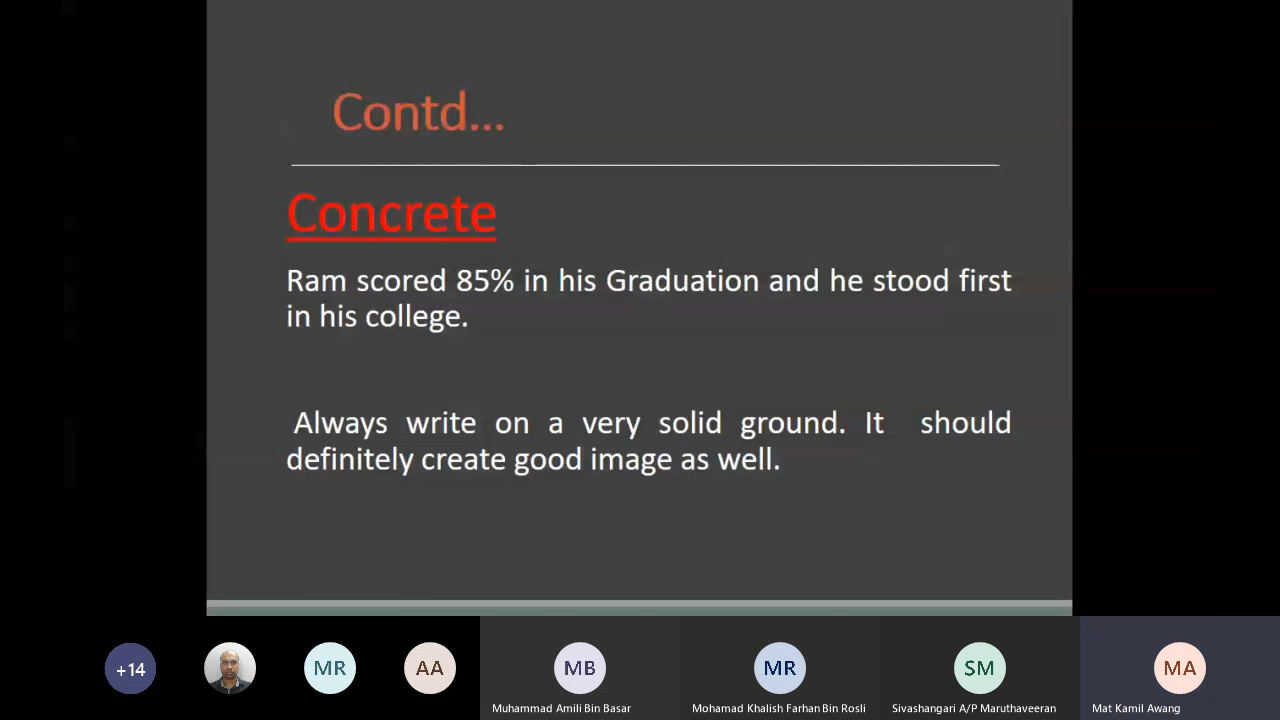 Contd...
Concrete
Ram scored 85% in his Graduation and he stood first
in his college.
Always write on a very solid ground. It should
definitely create good image as well.
+14
MR
AA
MB
MR
SM
MA
Muhammad Amili Bin Basar
Mohamad Khalish Farhan Bin Rosli
Sivashangari A/P Maruthaveeran
Mat Kamil Awang